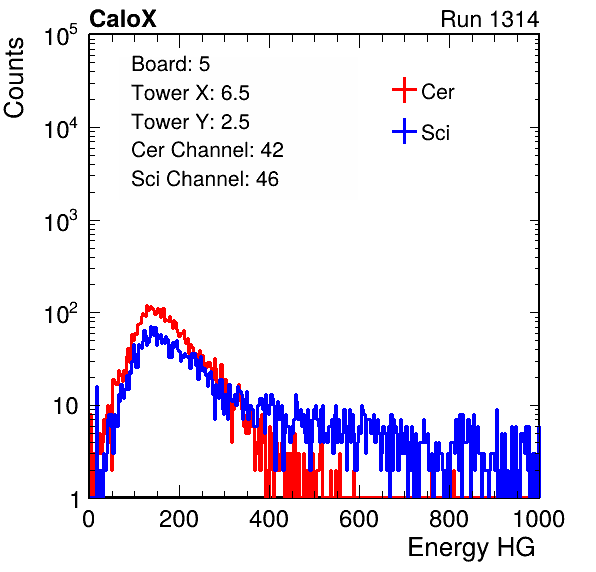 CaloX Run 1314
Counts
10^5
10^4
10^3
10^2
10
1
Board: 5
Tower X: 6.5
Tower Y: 2.5
Cer Channel: 42
Sci Channel: 46
Cer
Sci
0 200 400 600 800 1000
Energy HG